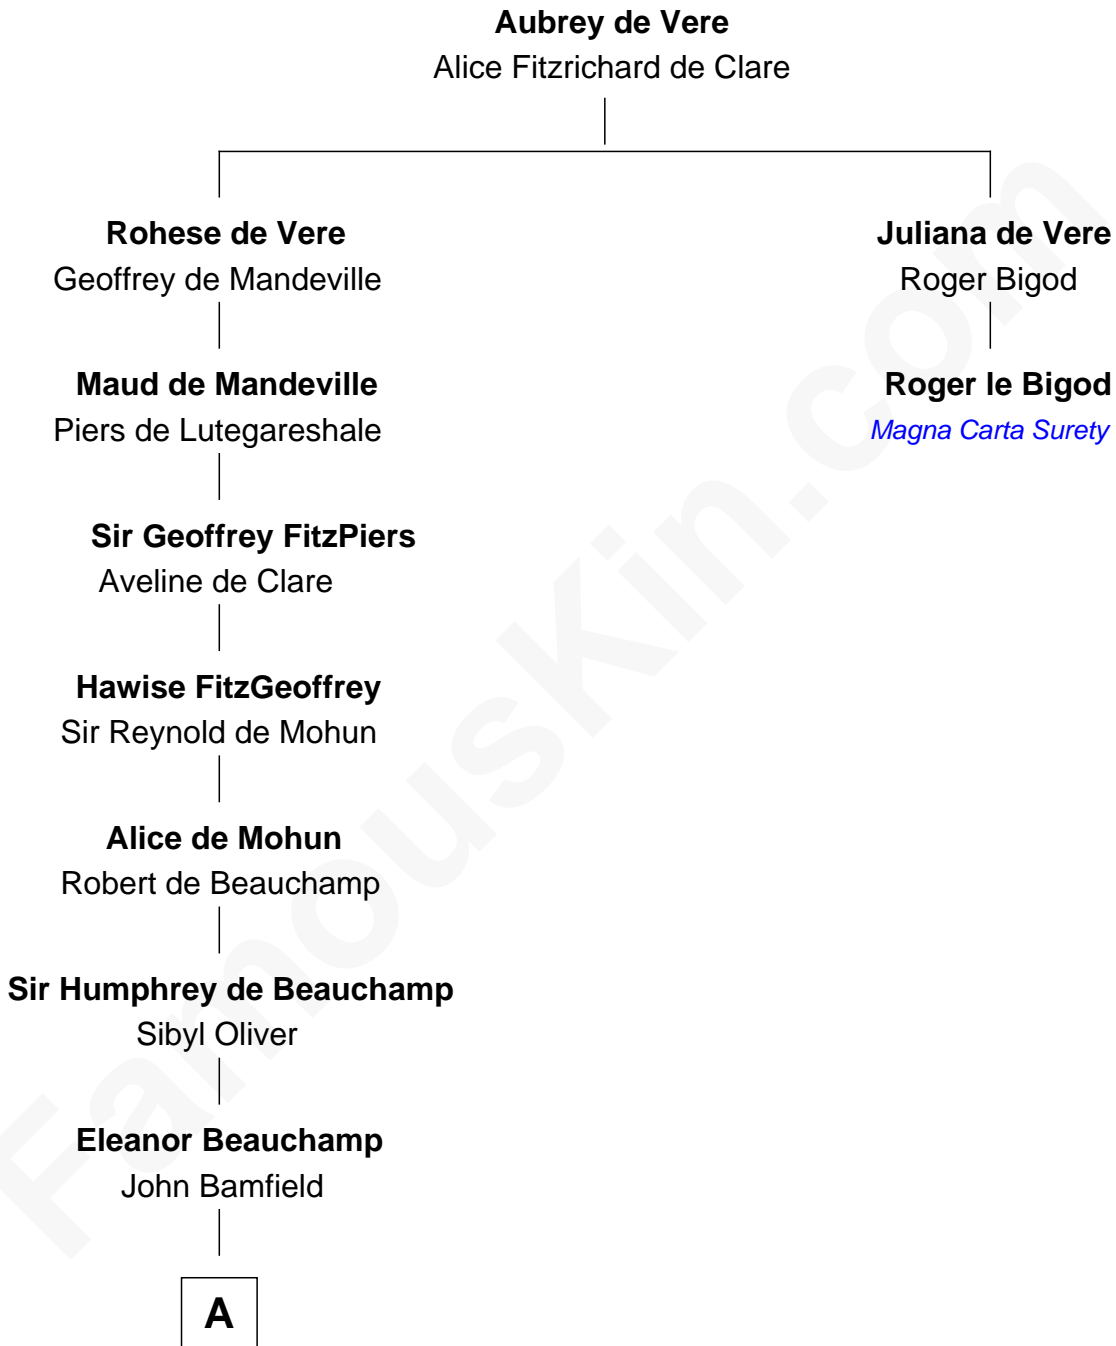 Aubrey de Vere
Alice Fitzrichard de Clare
Rohese de Vere
Geoffrey de Mandeville
Juliana de Vere
Roger Bigod
Maud de Mandeville
Piers de Lutegareshale
Roger le Bigod
Magna Carta Surety
Sir Geoffrey FitzPiers
Aveline de Clare
Hawise FitzGeoffrey
Sir Reynold de Mohun
Alice de Mohun
Robert de Beauchamp
Sir Humphrey de Beauchamp
Sibyl Oliver
Eleanor Beauchamp
John Bamfield
A
FamousKin.com